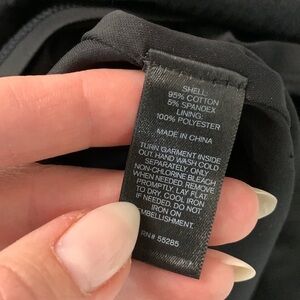 SHELL:
95% COTTON
5% SPANDEX
LINING:
100% POLYESTER
MADE IN CHINA
TURN GARMENT INSIDE
OUT, HAND WASH COLD
SEPARATELY, ONLY
NON-CHLORINE BLEACH
WHEN NEEDED, REMOVE
PROMPTLY, LAY FLAT
TO DRY, COOL IRON
IF NEEDED. DO NOT
IRON ON
EMBELLISHMENT.
RN# 55285